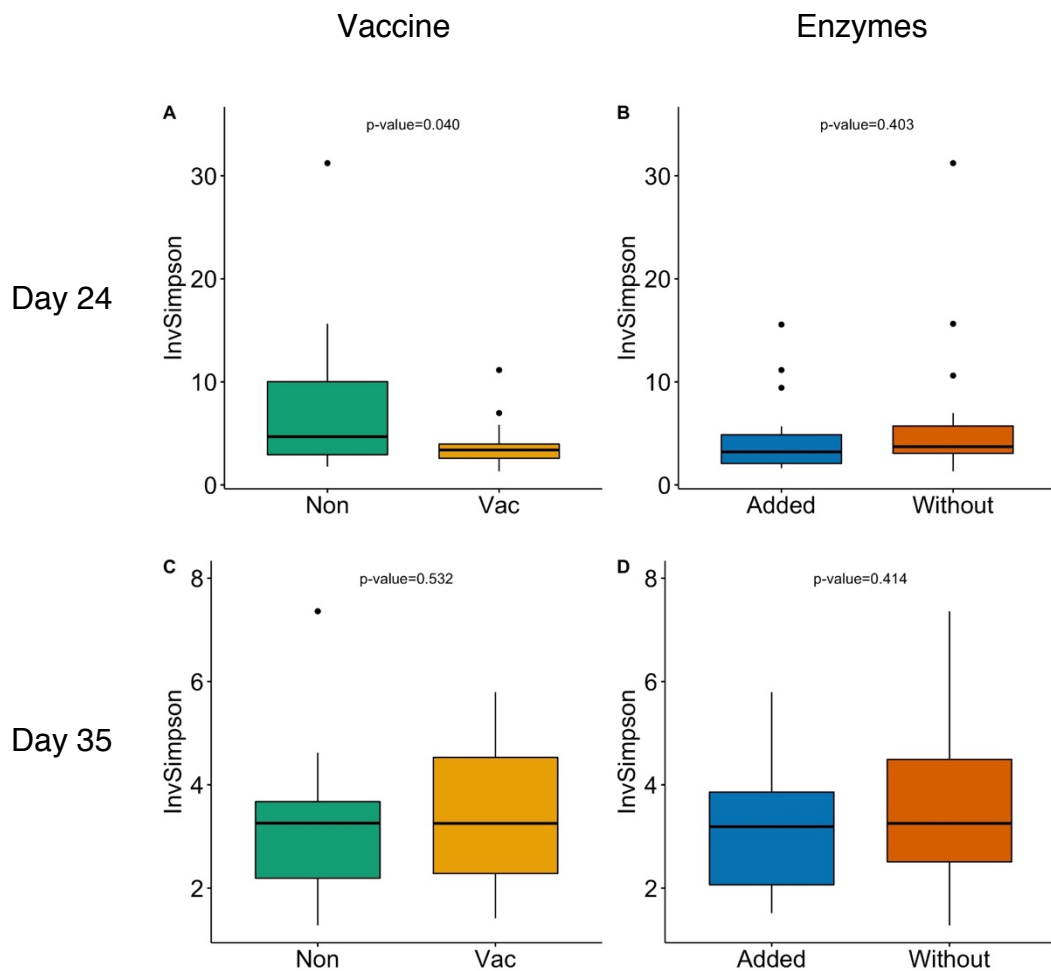 Vaccine
Enzymes
Day 24
A
p-value=0.040
InvSimpson
30
20
10
0
Non
Vac
B
p-value=0.403
InvSimpson
30
20
10
0
Added
Without
Day 35
C
p-value=0.532
InvSimpson
8
6
4
2
Non
Vac
D
p-value=0.414
InvSimpson
8
6
4
2
Added
Without